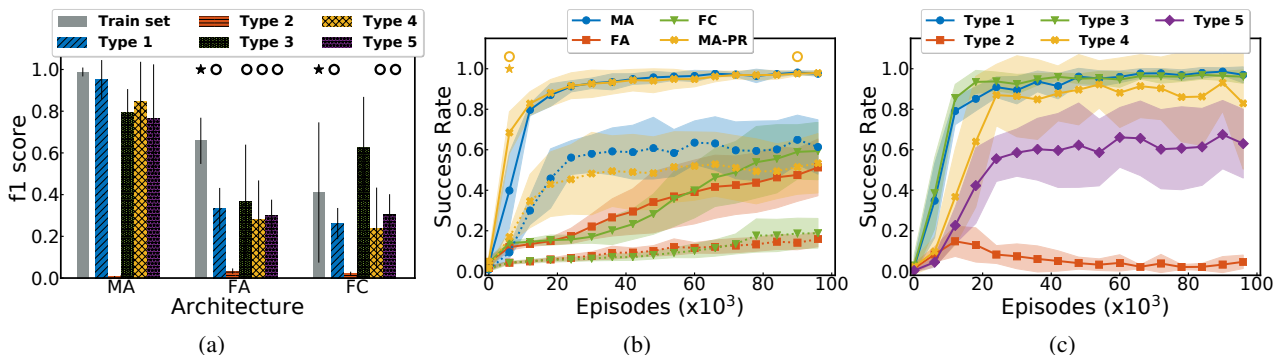 Train set
Type 1
Type 2
Type 3
Type 4
Type 5
1.0
0.8
0.6
0.4
0.2
0.0
f1 score
MA
FA
FC
Architecture
(a)
MA
FA
FC
MA-PR
1.0
0.8
0.6
0.4
0.2
0.0
Success Rate
0
20
40
60
80
100
Episodes (x10³)
(b)
Type 1
Type 2
Type 3
Type 4
Type 5
1.0
0.8
0.6
0.4
0.2
0.0
Success Rate
0
20
40
60
80
100
Episodes (x10³)
(c)